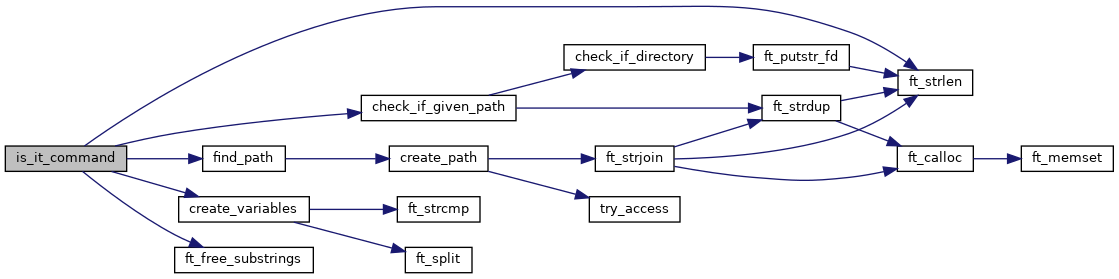 is_it_command
check_if_given_path
find_path
create_variables
ft_free_substrings
check_if_directory
create_path
ft_strcmp
ft_split
ft_putstr_fd
ft_strdup
ft_strjoin
try_access
ft_strlen
ft_calloc
ft_memset